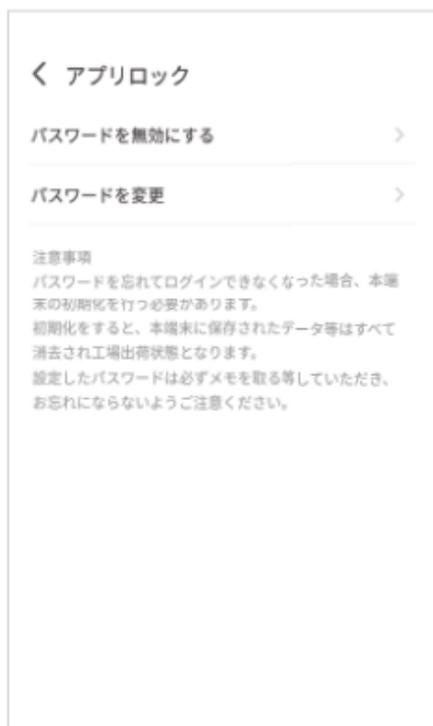 アプリロック
パスワードを無効にする
パスワードを変更
注意事項
パスワードを忘れてログインできなくなった場合、本端
末の初期化を行う必要があります。
初期化をすると、本端末に保存されたデータ等はすべて
消去され工場出荷状態となります。
設定したパスワードは必ずメモを取る等していただき、
お忘れにならないようご注意ください。